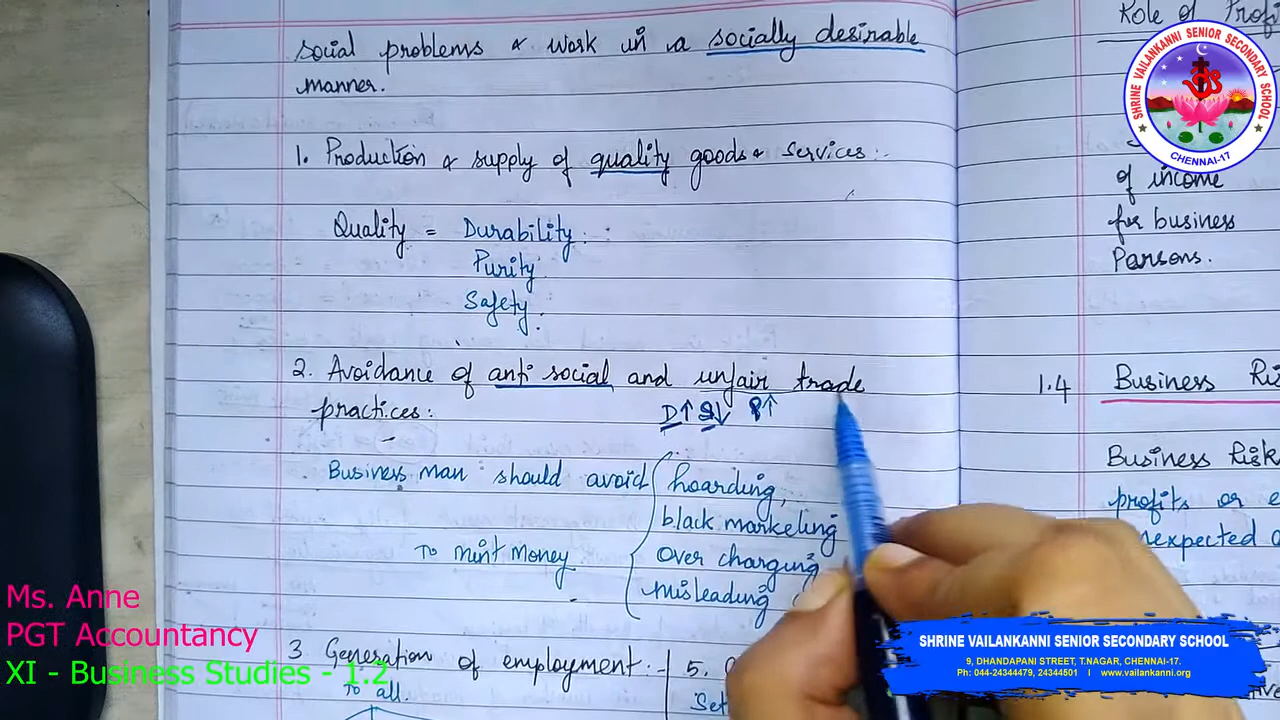 social problems & work in a socially desirable
manner.
1. Production & supply of quality goods & services:-
Quality = Durability.
Purity
Safety.
2. Avoidance of anti social and unfair trade
practices:
D↑ S↓ P↑
Business man should avoid
To mint money
hoarding,
black marketing
over charging
misleading
3 Generation of employment.
To all.
5.
Role of Profit
of income
for business
Persons.
1.4 Business
Business Risk
profits or
SHRINE VAILANKANNI SENIOR SECONDARY SCHOOL
CHENNAI-17
Ms. Anne
PGT Accountancy
XI - Business Studies - 1.2
SHRINE VAILANKANNI SENIOR SECONDARY SCHOOL
9, DHANDAPANI STREET, T.NAGAR, CHENNAI-17.
Ph: 044-24344479, 24344501 I www.vailankanni.org